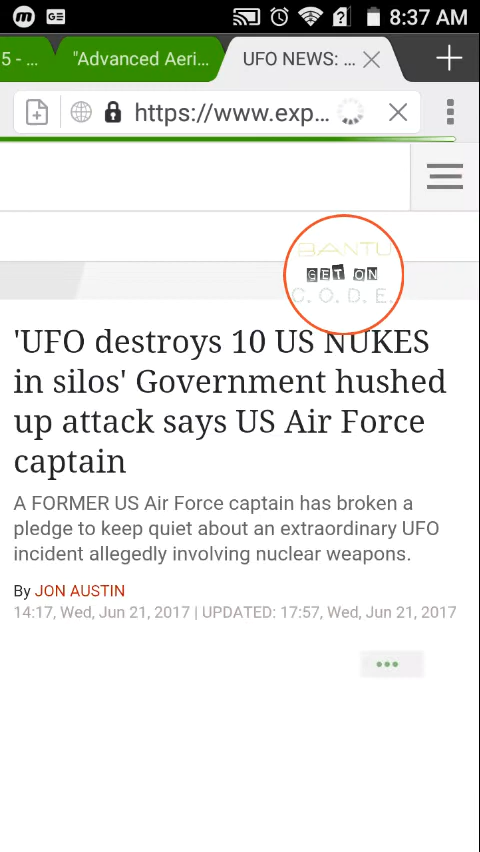 8:37 AM
5 - ...
"Advanced Aeri...
UFO NEWS: ...
https://www.exp...
BANTU
GET ON
C.O.D.E.
'UFO destroys 10 US NUKES
in silos' Government hushed
up attack says US Air Force
captain
A FORMER US Air Force captain has broken a
pledge to keep quiet about an extraordinary UFO
incident allegedly involving nuclear weapons.
By JON AUSTIN
14:17, Wed, Jun 21, 2017 | UPDATED: 17:57, Wed, Jun 21, 2017